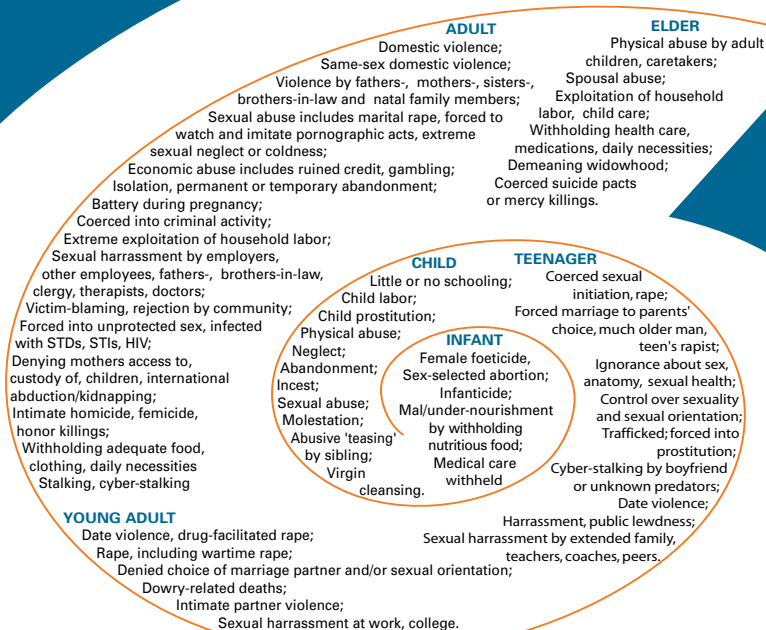 ADULT
Domestic violence;
Same-sex domestic violence;
Violence by fathers-, mothers-, sisters-,
brothers-in-law and natal family members;
Sexual abuse includes marital rape, forced to
watch and imitate pornographic acts, extreme
sexual neglect or coldness;
Economic abuse includes ruined credit, gambling;
Isolation, permanent or temporary abandonment;
Battery during pregnancy;
Coerced into criminal activity;
Extreme exploitation of household labor;
Sexual harrassment by employers,
other employees, fathers-, brothers-in-law,
clergy, therapists, doctors;
Victim-blaming, rejection by community;
Forced into unprotected sex, infected
with STDs, STIs, HIV;
Denying mothers access to,
custody of, children, international
abduction/kidnapping;
Intimate homicide, femicide,
honor killings;
Withholding adequate food,
clothing, daily necessities
Stalking, cyber-stalking
ELDER
Physical abuse by adult
children, caretakers;
Spousal abuse;
Exploitation of household
labor, child care;
Withholding health care,
medications, daily necessities;
Demeaning widowhood;
Coerced suicide pacts
or mercy killings.
CHILD
Little or no schooling;
Child labor;
Child prostitution;
Physical abuse;
Neglect;
Abandonment;
Incest;
Sexual abuse;
Molestation;
Abusive 'teasing'
by sibling;
Virgin
cleansing.
INFANT
Female foeticide,
Sex-selected abortion;
Infanticide;
Mal/under-nourishment
by withholding
nutritious food;
Medical care
withheld
TEENAGER
Coerced sexual
initiation, rape;
Forced marriage to parents'
choice, much older man,
teen's rapist;
Ignorance about sex,
anatomy, sexual health;
Control over sexuality
and sexual orientation;
Trafficked; forced into
prostitution;
Cyber-stalking by boyfriend
or unknown predators;
Date violence;
Harrassment, public lewdness;
Sexual harassment by extended family,
teachers, coaches, peers.
YOUNG ADULT
Date violence, drug-facilitated rape;
Rape, including wartime rape;
Denied choice of marriage partner and/or sexual orientation;
Dowry-related deaths;
Intimate partner violence;
Sexual harrassment at work, college.